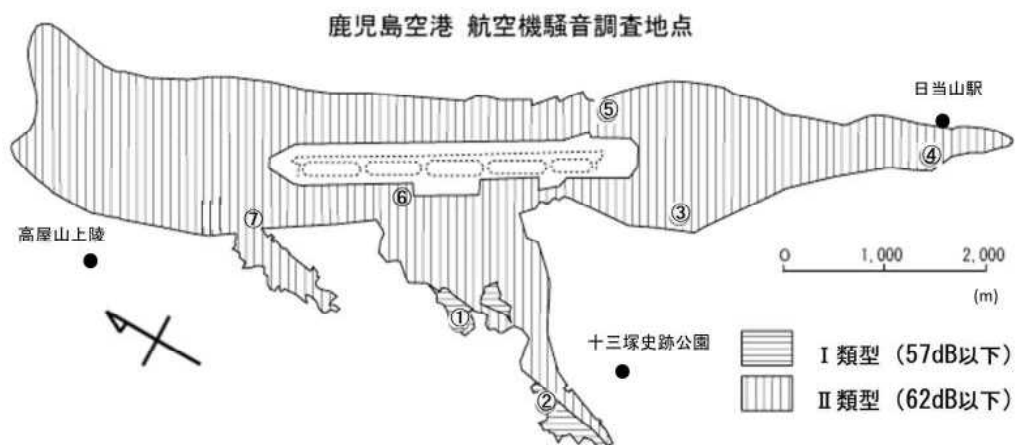 鹿児島空港 航空機騒音調査地点
日当山駅
⑤
④
⑥
③
⑦
高屋山上陵
0 1,000 2,000
(m)
①
十三塚史跡公園
Ⅰ類型 (57dB以下)
②
Ⅱ類型 (62dB以下)